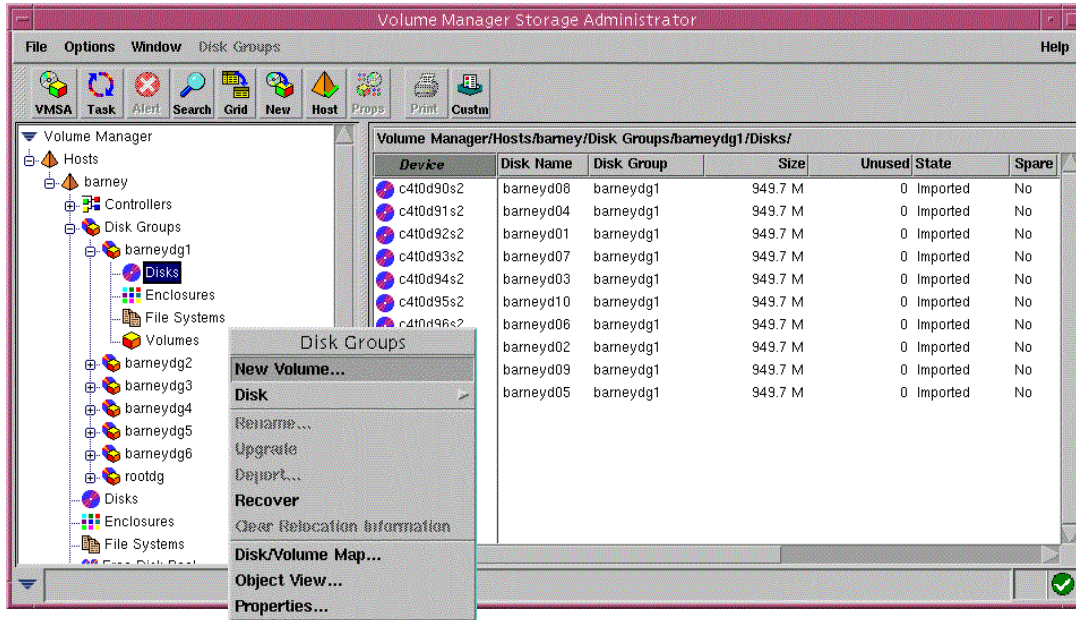 Volume Manager Storage Administrator
File Options Window Disk Groups Help
VMSA Task Alert Search Grid New Host Props Print Custm
Volume Manager
Hosts
barney
Controllers
Disk Groups
barneydg1
Disks
Enclosures
File Systems
Volumes
barneydg2
barneydg3
barneydg4
barneydg5
barneydg6
rootdg
Disks
Enclosures
File Systems
Volume Manager/Hosts/barney/Disk Groups/barneydg1/Disks/
Device Disk Name Disk Group Size Unused State Spare
c4t0d90s2 barneyd08 barneydg1 949.7 M 0 Imported No
c4t0d91s2 barneyd04 barneydg1 949.7 M 0 Imported No
c4t0d92s2 barneyd01 barneydg1 949.7 M 0 Imported No
c4t0d93s2 barneyd07 barneydg1 949.7 M 0 Imported No
c4t0d94s2 barneyd03 barneydg1 949.7 M 0 Imported No
c4t0d95s2 barneyd10 barneydg1 949.7 M 0 Imported No
c4t0d96s2 barneyd06 barneydg1 949.7 M 0 Imported No
barneyd02 barneydg1 949.7 M 0 Imported No
barneyd09 barneydg1 949.7 M 0 Imported No
barneyd05 barneydg1 949.7 M 0 Imported No
Disk Groups
New Volume...
Disk
Rename...
Upgrade
Deport...
Recover
Clear Relocation Information
Disk/Volume Map...
Object View...
Properties...